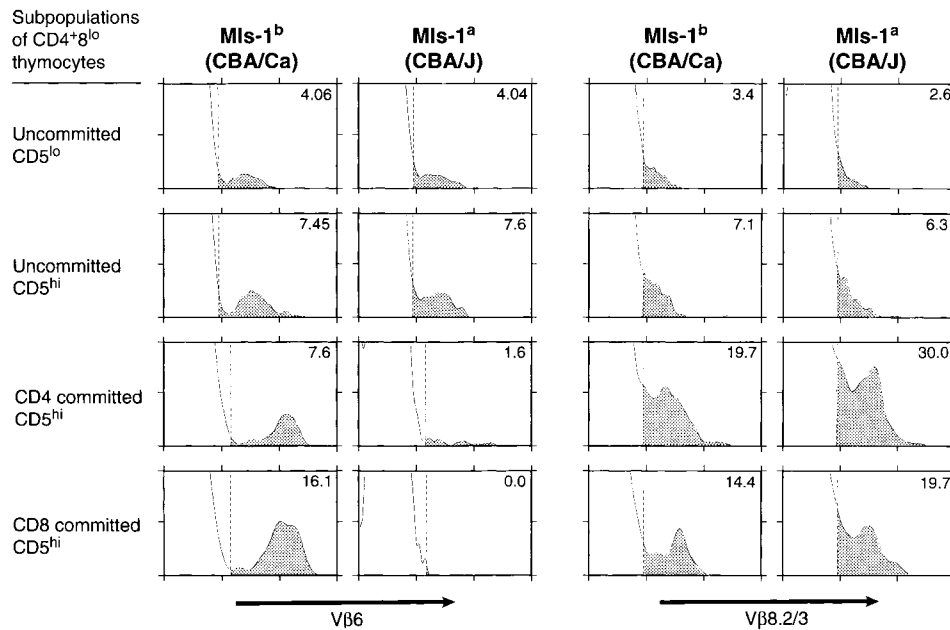 Subpopulations
of CD4⁺8ˡᵒ
thymocytes
Mls-1ᵇ
(CBA/Ca)
Mls-1ᵃ
(CBA/J)
Mls-1ᵇ
(CBA/Ca)
Mls-1ᵃ
(CBA/J)
Uncommitted
CD5ˡᵒ
4.06
4.04
3.4
2.6
Uncommitted
CD5ʰⁱ
7.45
7.6
7.1
6.3
CD4 committed
CD5ʰⁱ
7.6
1.6
19.7
30.0
CD8 committed
CD5ʰⁱ
16.1
0.0
14.4
19.7
Vβ6
Vβ8.2/3